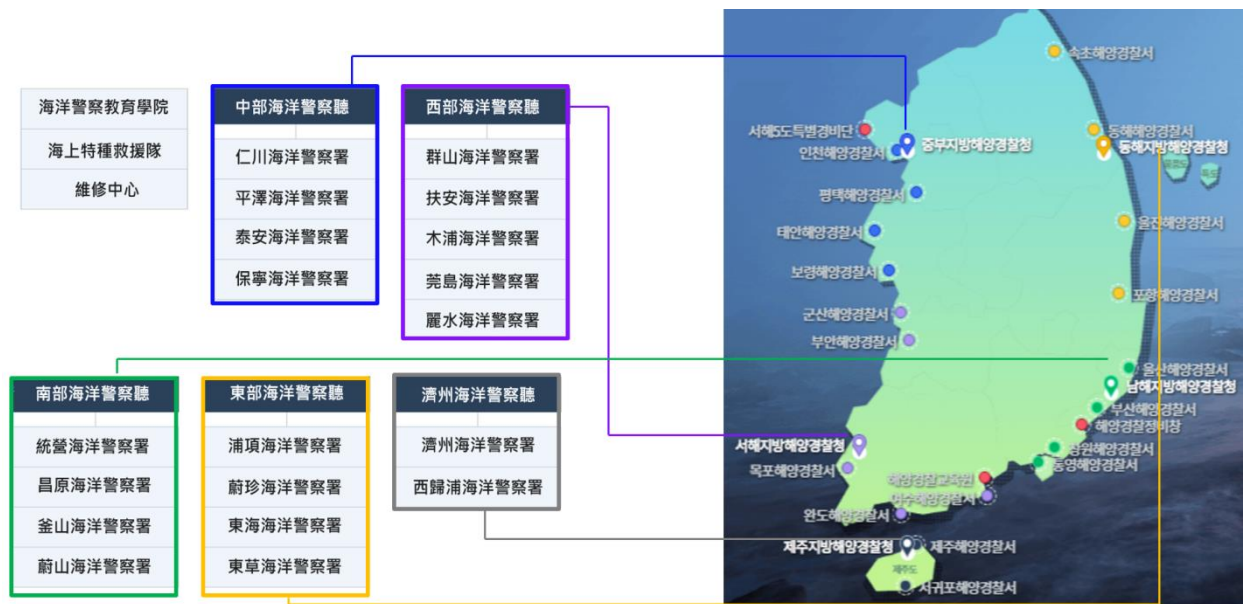 海洋警察教育學院
海上特種救援隊
維修中心
中部海洋警察聽
仁川海洋警察署
平澤海洋警察署
泰安海洋警察署
保寧海洋警察署
西部海洋警察聽
群山海洋警察署
扶安海洋警察署
木浦海洋警察署
莞島海洋警察署
麗水海洋警察署
南部海洋警察聽
統營海洋警察署
昌原海洋警察署
釜山海洋警察署
蔚山海洋警察署
東部海洋警察聽
浦項海洋警察署
蔚珍海洋警察署
東海海洋警察署
東草海洋警察署
濟州海洋警察聽
濟州海洋警察署
西歸浦海洋警察署
속초해양경찰서
서해5도특별경비단
동해해양경찰서
인천해양경찰서
중부지방해양경찰청
동해지방해양경찰청
울릉도
독도
평택해양경찰서
울진해양경찰서
태안해양경찰서
보령해양경찰서
포항해양경찰서
군산해양경찰서
부안해양경찰서
울산해양경찰서
남해지방해양경찰청
부산해양경찰서
해양경찰정비창
서해지방해양경찰청
창원해양경찰서
목포해양경찰서
통영해양경찰서
해양경찰교육원
여수해양경찰서
완도해양경찰서
제주지방해양경찰청
제주해양경찰서
제주도
서귀포해양경찰서